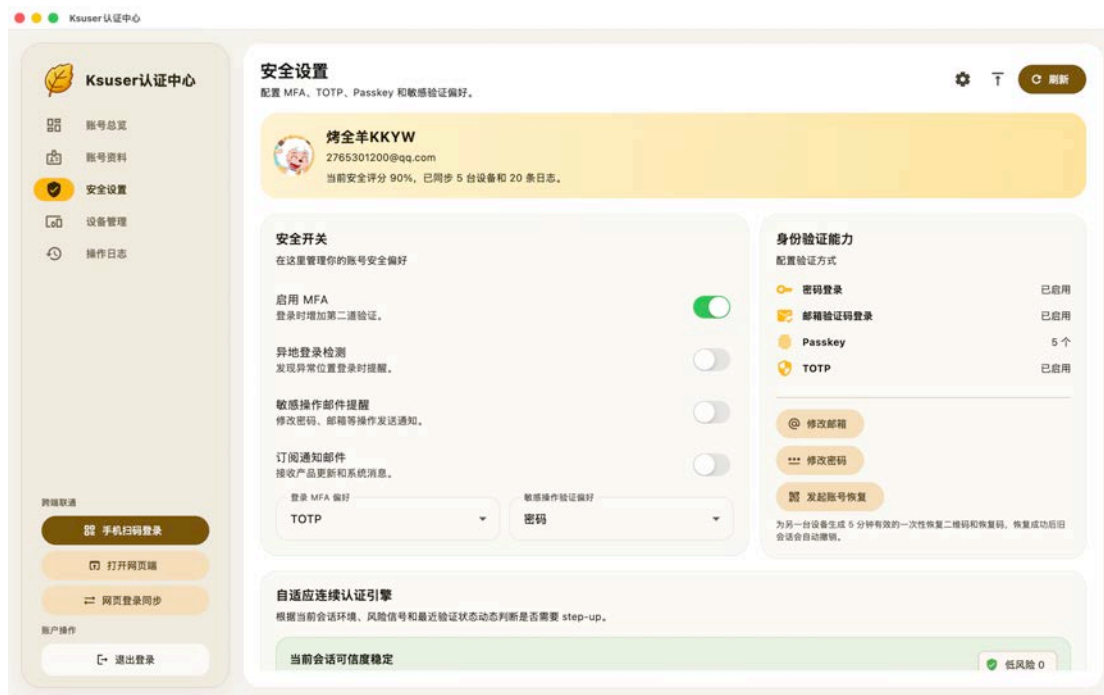 Ksuser 认证中心
Ksuser认证中心
账号总览
账号资料
安全设置
设备管理
操作日志
跨端联通
手机扫码登录
打开网页端
网页登录同步
账户操作
退出登录
安全设置
配置 MFA、TOTP、Passkey 和敏感验证偏好。
刷新
烤全羊KKYW
2765301200@qq.com
当前安全评分 90%，已同步 5 台设备和 20 条日志。
安全开关
在这里管理你的账号安全偏好
启用 MFA
登录时增加第二道验证。
异地登录检测
发现异常位置登录时提醒。
敏感操作邮件提醒
修改密码、邮箱等操作发送通知。
订阅通知邮件
接收产品更新和系统消息。
登录 MFA 偏好
TOTP
敏感操作验证偏好
密码
身份验证能力
配置验证方式
密码登录 已启用
邮箱验证码登录 已启用
Passkey 5 个
TOTP 已启用
修改邮箱
修改密码
发起账号恢复
为另一台设备生成 5 分钟有效的一次性恢复二维码和恢复码，恢复成功后旧
会话会自动撤销。
自适应连续认证引擎
根据当前会话环境、风险信号和最近验证状态动态判断是否需要 step-up。
当前会话可信度稳定
低风险 0